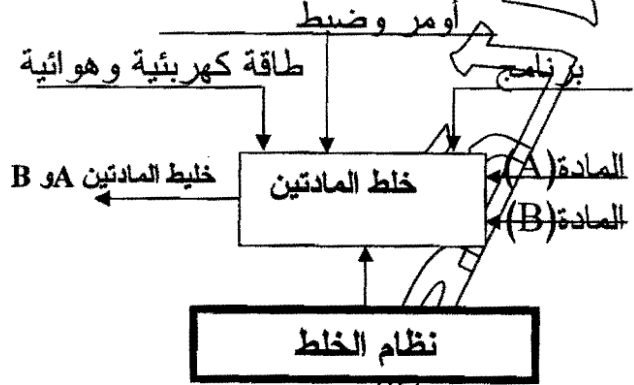 أومر وضبط
طاقة كهربئية وهوائية
برنامج
المادة(A)
خلط المادتين
خليط المادتين A و B
المادة(B)
نظام الخلط